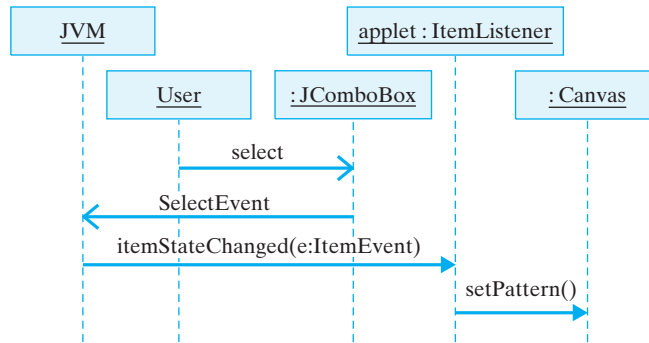 JVM
applet : ItemListener
User
: JComboBox
: Canvas
select
SelectEvent
itemStateChanged(e:ItemEvent)
setPattern()